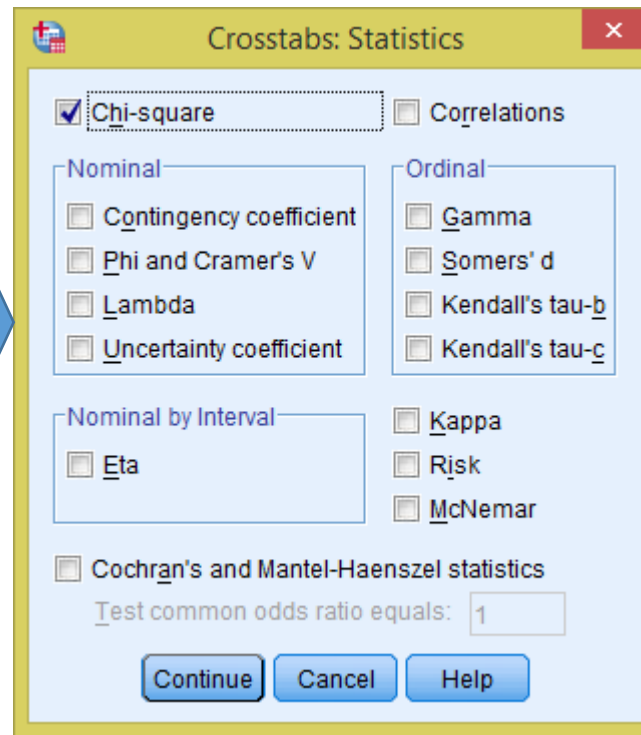 Crosstabs: Statistics
Chi-square
Correlations
Nominal
Contingency coefficient
Phi and Cramer's V
Lambda
Uncertainty coefficient
Ordinal
Gamma
Somers' d
Kendall's tau-b
Kendall's tau-c
Nominal by Interval
Eta
Kappa
Risk
McNemar
Cochran's and Mantel-Haenszel statistics
Test common odds ratio equals: 1
Continue Cancel Help